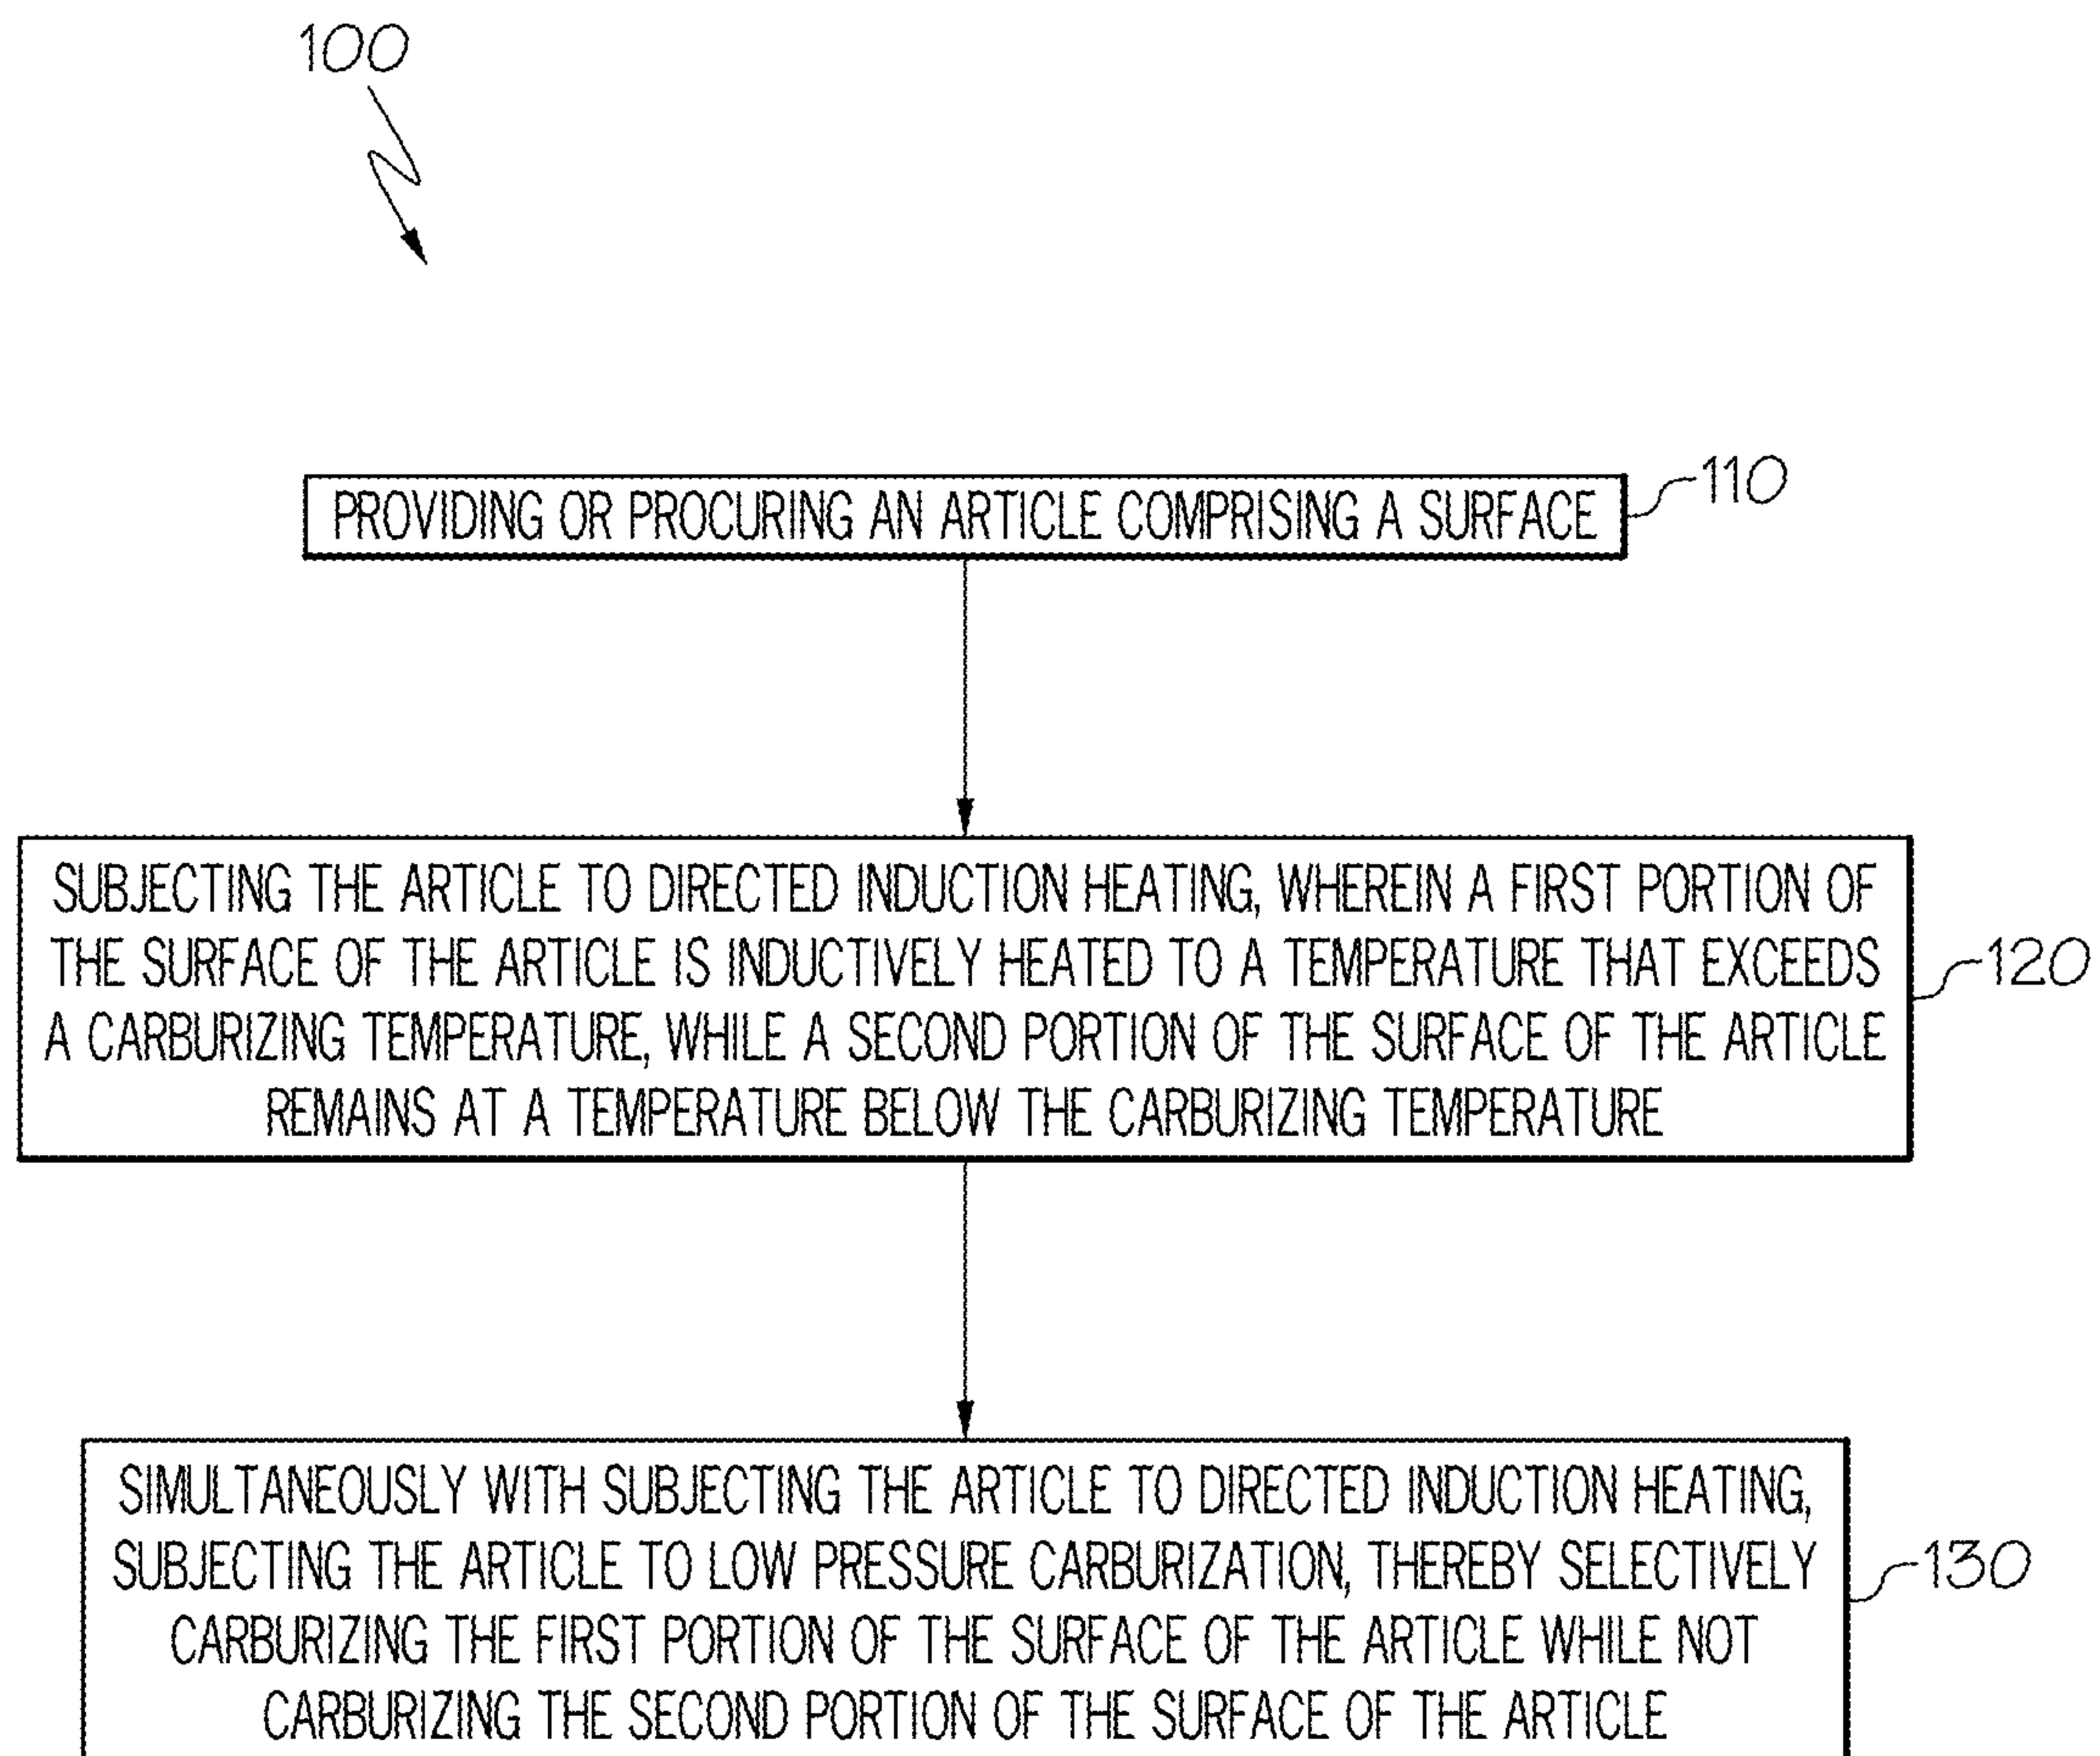 100
PROVIDING OR PROCURING AN ARTICLE COMPRISING A SURFACE
110
SUBJECTING THE ARTICLE TO DIRECTED INDUCTION HEATING, WHEREIN A FIRST PORTION OF
THE SURFACE OF THE ARTICLE IS INDUCTIVELY HEATED TO A TEMPERATURE THAT EXCEEDS
A CARBURIZING TEMPERATURE, WHILE A SECOND PORTION OF THE SURFACE OF THE ARTICLE
REMAINS AT A TEMPERATURE BELOW THE CARBURIZING TEMPERATURE
120
SIMULTANEOUSLY WITH SUBJECTING THE ARTICLE TO DIRECTED INDUCTION HEATING,
SUBJECTING THE ARTICLE TO LOW PRESSURE CARBURIZATION, THEREBY SELECTIVELY
CARBURIZING THE FIRST PORTION OF THE SURFACE OF THE ARTICLE WHILE NOT
CARBURIZING THE SECOND PORTION OF THE SURFACE OF THE ARTICLE
130